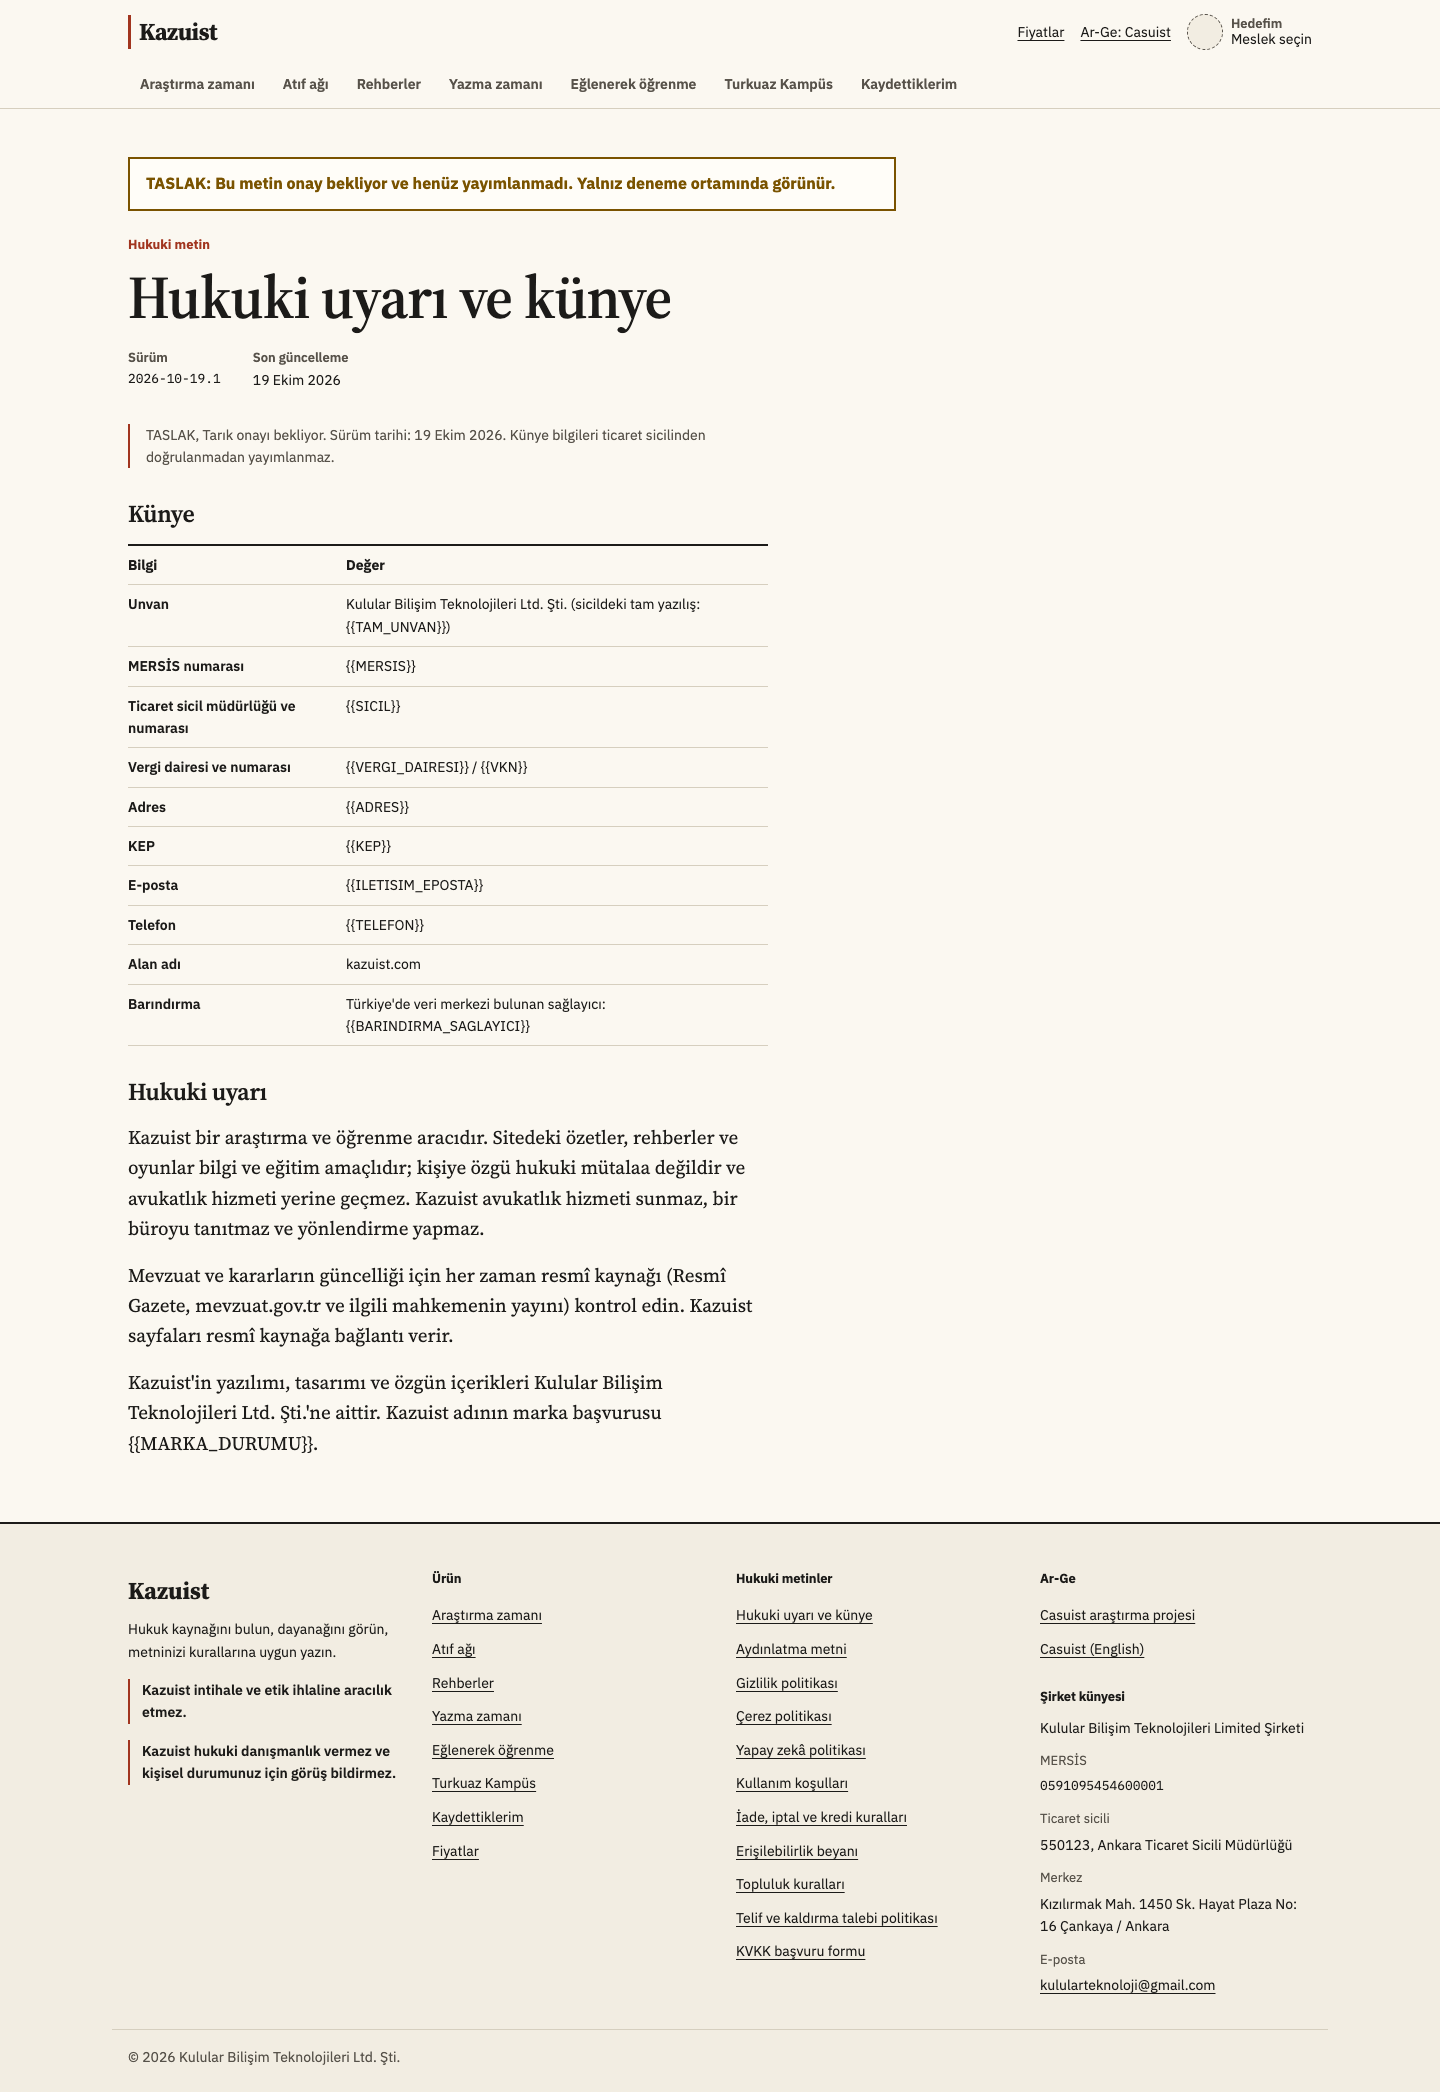 Kazuist
Fiyatlar
Ar-Ge: Casuist
Hedefim
Meslek seçin
Araştırma zamanı
Atıf ağı
Rehberler
Yazma zamanı
Eğlenerek öğrenme
Turkuaz Kampüs
Kaydettiklerim
TASLAK: Bu metin onay bekliyor ve henüz yayımlanmadı. Yalnız deneme ortamında görünür.
Hukuki metin
Hukuki uyarı ve künye
Sürüm
2026-10-19.1
Son güncelleme
19 Ekim 2026
TASLAK, Tarık onayı bekliyor. Sürüm tarihi: 19 Ekim 2026. Künye bilgileri ticaret sicilinden
doğrulanmadan yayımlanmaz.
Künye
Bilgi
Değer
Unvan
Kulular Bilişim Teknolojileri Ltd. Şti. (sicildeki tam yazılış:
{{TAM_UNVAN}})
MERSİS numarası
{{MERSIS}}
Ticaret sicil müdürlüğü ve
numarası
{{SICIL}}
Vergi dairesi ve numarası
{{VERGI_DAIRESI}} / {{VKN}}
Adres
{{ADRES}}
KEP
{{KEP}}
E-posta
{{ILETISIM_EPOSTA}}
Telefon
{{TELEFON}}
Alan adı
kazuist.com
Barındırma
Türkiye'de veri merkezi bulunan sağlayıcı:
{{BARINDIRMA_SAGLAYICI}}
Hukuki uyarı
Kazuist bir araştırma ve öğrenme aracıdır. Sitedeki özetler, rehberler ve
oyunlar bilgi ve eğitim amaçlıdır; kişiye özgü hukuki mütalaa değildir ve
avukatlık hizmeti yerine geçmez. Kazuist avukatlık hizmeti sunmaz, bir
büroyu tanıtmaz ve yönlendirme yapmaz.
Mevzuat ve kararların güncelliği için her zaman resmî kaynağı (Resmî
Gazete, mevzuat.gov.tr ve ilgili mahkemenin yayını) kontrol edin. Kazuist
sayfaları resmî kaynağa bağlantı verir.
Kazuist'in yazılımı, tasarımı ve özgün içerikleri Kulular Bilişim
Teknolojileri Ltd. Şti.'ne aittir. Kazuist adının marka başvurusu
{{MARKA_DURUMU}}.
Kazuist
Hukuk kaynağını bulun, dayanağını görün,
metninizi kurallarına uygun yazın.
Kazuist intihale ve etik ihlaline aracılık
etmez.
Kazuist hukuki danışmanlık vermez ve
kişisel durumunuz için görüş bildirmez.
Ürün
Araştırma zamanı
Atıf ağı
Rehberler
Yazma zamanı
Eğlenerek öğrenme
Turkuaz Kampüs
Kaydettiklerim
Fiyatlar
Hukuki metinler
Hukuki uyarı ve künye
Aydınlatma metni
Gizlilik politikası
Çerez politikası
Yapay zekâ politikası
Kullanım koşulları
İade, iptal ve kredi kuralları
Erişilebilirlik beyanı
Topluluk kuralları
Telif ve kaldırma talebi politikası
KVKK başvuru formu
Ar-Ge
Casuist araştırma projesi
Casuist (English)
Şirket künyesi
Kulular Bilişim Teknolojileri Limited Şirketi
MERSİS
0591095454600001
Ticaret sicili
550123, Ankara Ticaret Sicili Müdürlüğü
Merkez
Kızılırmak Mah. 1450 Sk. Hayat Plaza No:
16 Çankaya / Ankara
E-posta
kulularteknoloji@gmail.com
© 2026 Kulular Bilişim Teknolojileri Ltd. Şti.